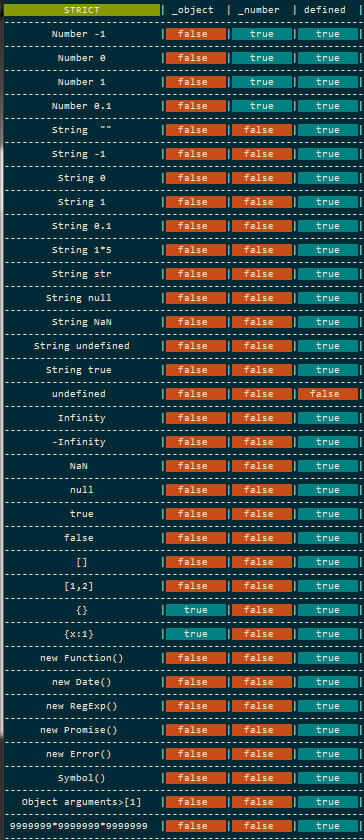 STRICT | _object | _number | defined |
Number -1 | false | true | true |
Number 0 | false | true | true |
Number 1 | false | true | true |
Number 0.1 | false | true | true |
String "" | false | false | true |
String -1 | false | false | true |
String 0 | false | false | true |
String 1 | false | false | true |
String 0.1 | false | false | true |
String 1*5 | false | false | true |
String str | false | false | true |
String null | false | false | true |
String NaN | false | false | true |
String undefined | false | false | true |
String true | false | false | true |
undefined | false | false | false |
Infinity | false | false | true |
-Infinity | false | false | true |
NaN | false | false | true |
null | false | false | true |
true | false | false | true |
false | false | false | true |
[] | false | false | true |
[1,2] | false | false | true |
{} | true | false | true |
{x:1} | true | false | true |
new Function() | false | false | true |
new Date() | false | false | true |
new RegExp() | false | false | true |
new Promise() | false | false | true |
new Error() | false | false | true |
Symbol() | false | false | true |
Object arguments>[1] | false | false | true |
9999999*9999999*9999999 | false | false | true |